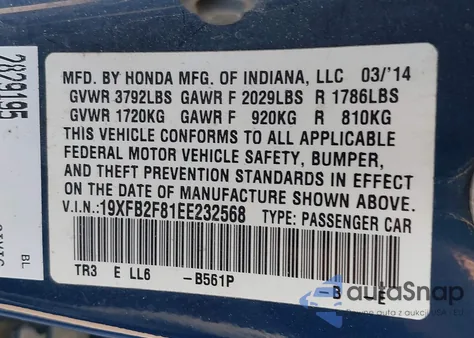 MFD. BY HONDA MFG. OF INDIANA, LLC 03/'14
GVWR 3792LBS GAWR F 2029LBS R 1786LBS
GVWR 1720KG GAWR F 920KG R 810KG
THIS VEHICLE CONFORMS TO ALL APPLICABLE
FEDERAL MOTOR VEHICLE SAFETY, BUMPER,
AND THEFT PREVENTION STANDARDS IN EFFECT
ON THE DATE OF MANUFACTURE SHOWN ABOVE.
V.I.N.:19XFB2F81EE232568 TYPE: PASSENGER CAR
TR3 E LL6 -B561P B -E
2829195
BL
autoSnap